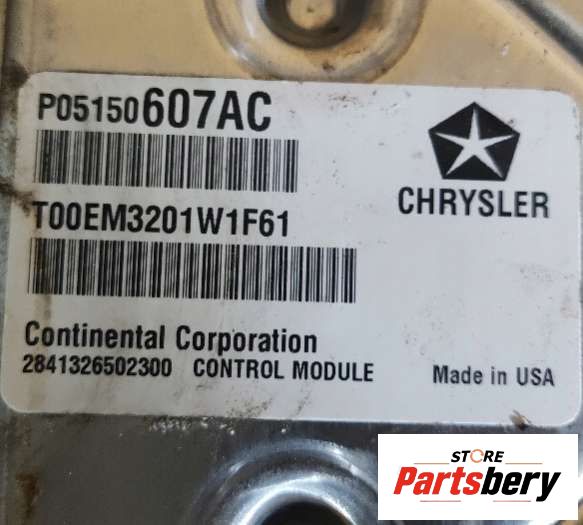 P05150607AC
CHRYSLER
T00EM3201W1F61
Continental Corporation
2841326502300 CONTROL MODULE
Made in USA
STORE
Partsbery